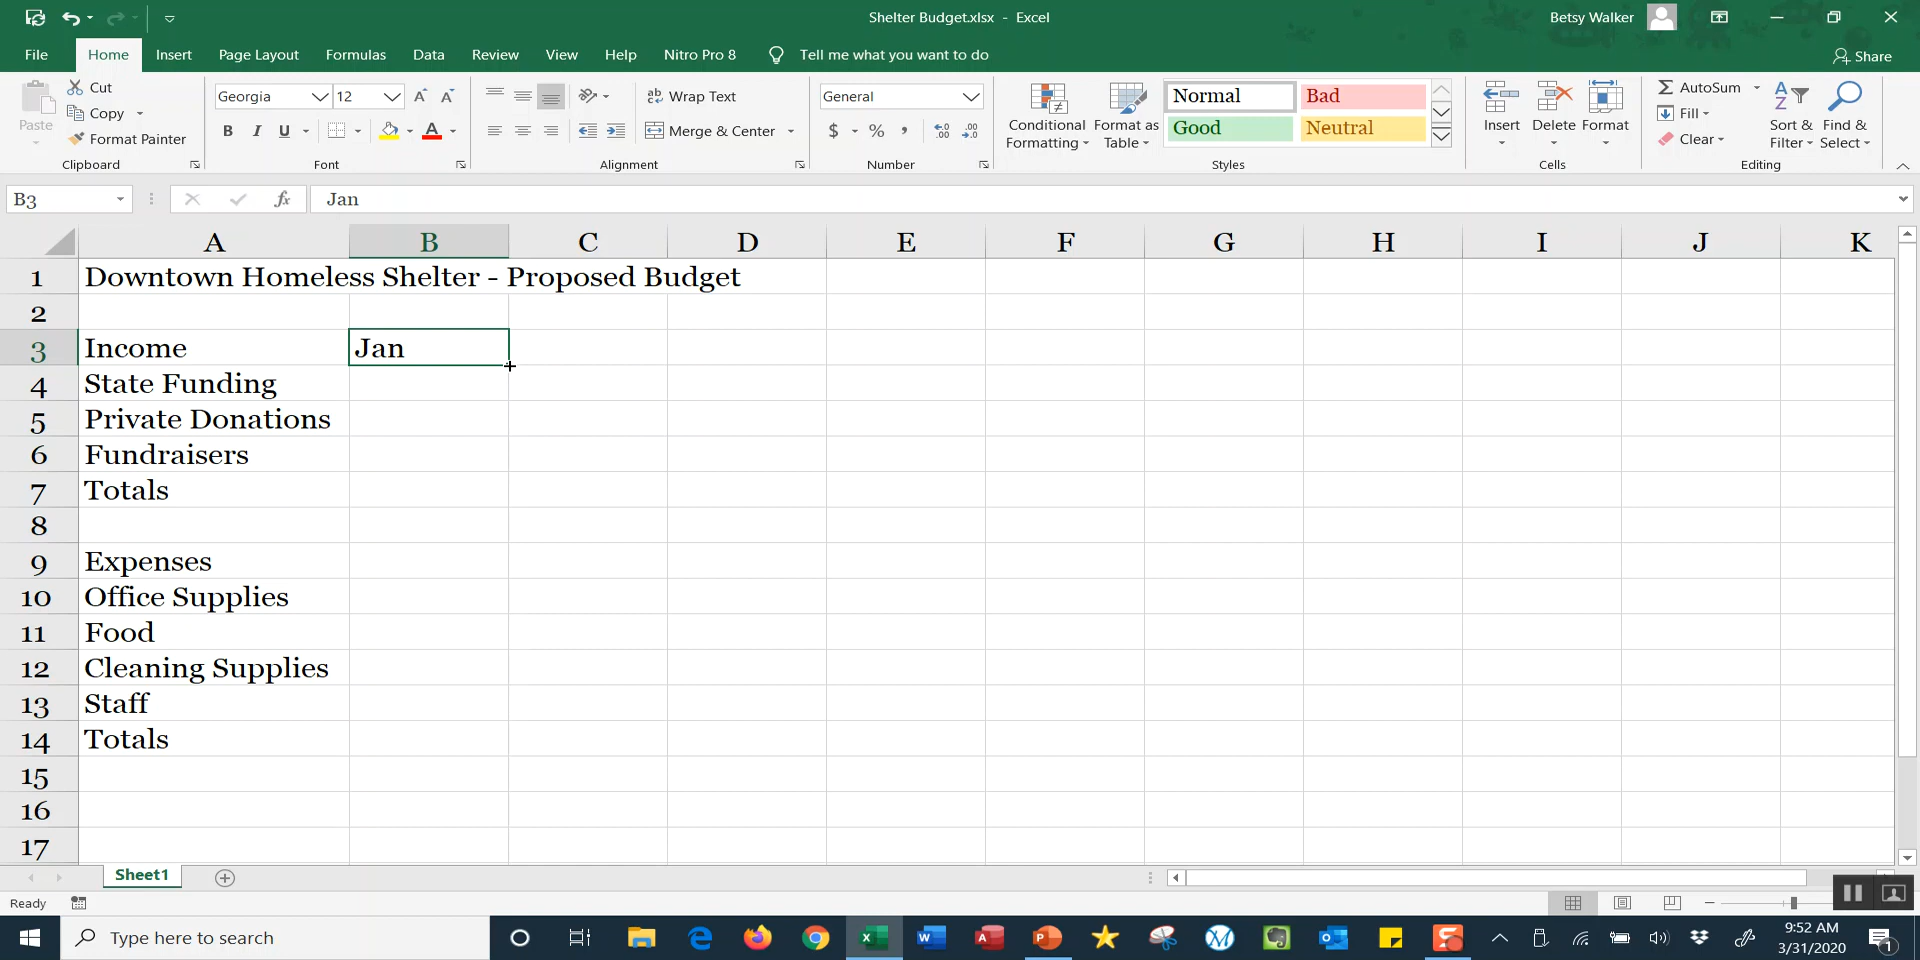 Shelter Budget.xlsx - Excel
Betsy Walker
File Home Insert Page Layout Formulas Data Review View Help Nitro Pro 8 Tell me what you want to do
Share
Paste
Cut
Copy
Format Painter
Clipboard
Georgia 12
B I U
Font
Wrap Text
Merge & Center
Alignment
General
$ % ,
Number
Conditional Formatting
Format as Table
Normal Bad
Good Neutral
Styles
Insert Delete Format
Cells
AutoSum
Fill
Clear
Sort & Filter
Find & Select
Editing
B3 fx Jan
A B C D E F G H I J K
1 Downtown Homeless Shelter - Proposed Budget
2
3 Income Jan
4 State Funding
5 Private Donations
6 Fundraisers
7 Totals
8
9 Expenses
10 Office Supplies
11 Food
12 Cleaning Supplies
13 Staff
14 Totals
15
16
17
Sheet1
Ready
Type here to search
9:52 AM
3/31/2020